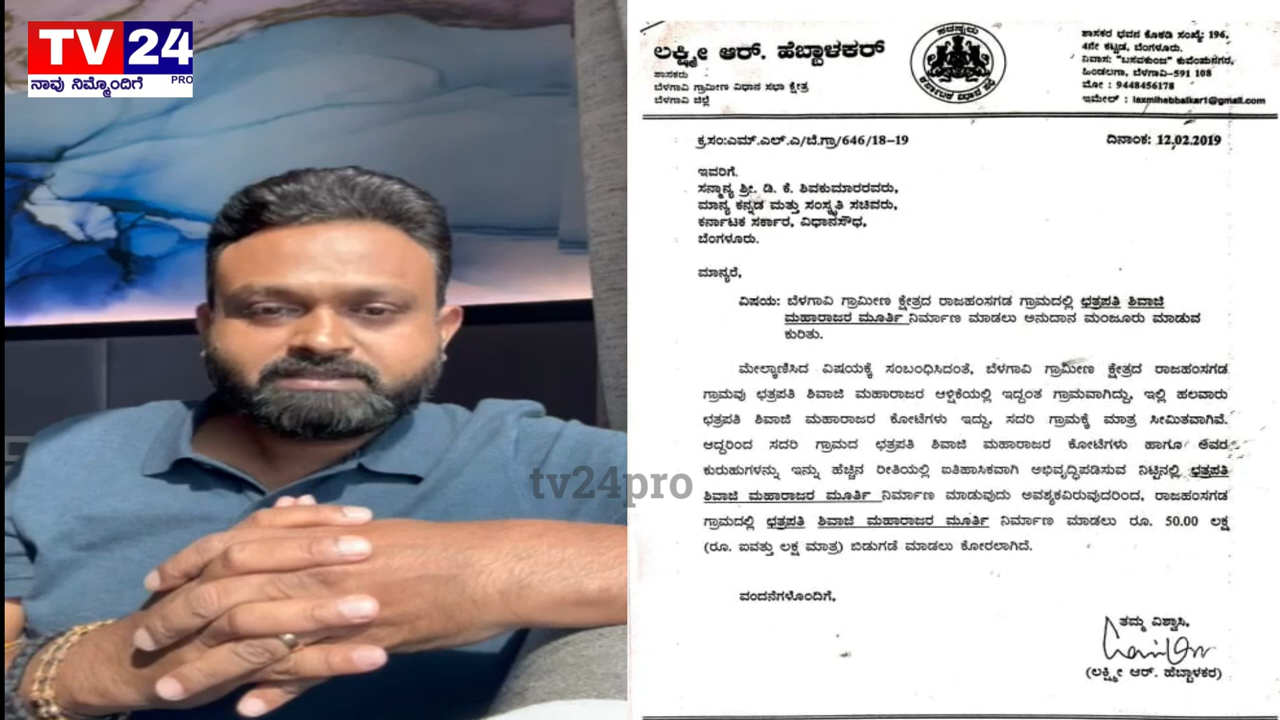 TV 24
PRO
ನಾವು ನಿಮ್ಮೊಂದಿಗೆ
ಲಕ್ಷ್ಮೀ ಆರ್. ಹೆಬ್ಬಾಳಕರ್
ಶಾಸಕರು
ಬೆಳಗಾವಿ ಗ್ರಾಮೀಣ ವಿಧಾನ ಸಭಾ ಕ್ಷೇತ್ರ
ಬೆಳಗಾವಿ ಜಿಲ್ಲೆ
ಶಾಸಕರ ಭವನ ಕೊಠಡಿ ಸಂಖ್ಯೆ: 196,
4ನೇ ಕಟ್ಟಡ, ಬೆಂಗಳೂರು.
ನಿವಾಸ: "ಬಸವಕುಂಜ" ಕುವೆಂಪುನಗರ,
ಹಿಂಡಲಗಾ, ಬೆಳಗಾವಿ-591 108
ಮೋ : 9448456178
ಇಮೇಲ್ : laxmihebbalkar1@gmail.com
ಕ್ರ.ಸಂ:ಎಮ್.ಎಲ್.ಎ/ಬೆ.ಗ್ರಾ/646/18-19
ದಿನಾಂಕ: 12.02.2019
ಇವರಿಗೆ.
ಸನ್ಮಾನ್ಯ ಶ್ರೀ. ಡಿ. ಕೆ. ಶಿವಕುಮಾರರವರು,
ಮಾನ್ಯ ಕನ್ನಡ ಮತ್ತು ಸಂಸ್ಕೃತಿ ಸಚಿವರು,
ಕರ್ನಾಟಕ ಸರ್ಕಾರ, ವಿಧಾನಸೌಧ,
ಬೆಂಗಳೂರು.
ಮಾನ್ಯರೆ,
ವಿಷಯ: ಬೆಳಗಾವಿ ಗ್ರಾಮೀಣ ಕ್ಷೇತ್ರದ ರಾಜಹಂಸಗಡ ಗ್ರಾಮದಲ್ಲಿ ಛತ್ರಪತಿ ಶಿವಾಜಿ
ಮಹಾರಾಜರ ಮೂರ್ತಿ ನಿರ್ಮಾಣ ಮಾಡಲು ಅನುದಾನ ಮಂಜೂರು ಮಾಡುವ
ಕುರಿತು.
ಮೇಲ್ಕಾಣಿಸಿದ ವಿಷಯಕ್ಕೆ ಸಂಬಂಧಿಸಿದಂತೆ, ಬೆಳಗಾವಿ ಗ್ರಾಮೀಣ ಕ್ಷೇತ್ರದ ರಾಜಹಂಸಗಡ
ಗ್ರಾಮವು ಛತ್ರಪತಿ ಶಿವಾಜಿ ಮಹಾರಾಜರ ಆಳ್ವಿಕೆಯಲ್ಲಿ ಇದ್ದಂತ ಗ್ರಾಮವಾಗಿದ್ದು, ಇಲ್ಲಿ ಹಲವಾರು
ಛತ್ರಪತಿ ಶಿವಾಜಿ ಮಹಾರಾಜರ ಕೋಟೆಗಳು ಇದ್ದು, ಸದರಿ ಗ್ರಾಮಕ್ಕೆ ಮಾತ್ರ ಸೀಮಿತವಾಗಿವೆ.
ಆದ್ದರಿಂದ ಸದರಿ ಗ್ರಾಮದ ಛತ್ರಪತಿ ಶಿವಾಜಿ ಮಹಾರಾಜರ ಕೋಟೆಗಳು ಹಾಗೂ ಅವರ
ಕುರುಹುಗಳನ್ನು ಇನ್ನು ಹೆಚ್ಚಿನ ರೀತಿಯಲ್ಲಿ ಐತಿಹಾಸಿಕವಾಗಿ ಅಭಿವೃದ್ಧಿಪಡಿಸುವ ನಿಟ್ಟಿನಲ್ಲಿ ಛತ್ರಪತಿ
ಶಿವಾಜಿ ಮಹಾರಾಜರ ಮೂರ್ತಿ ನಿರ್ಮಾಣ ಮಾಡುವುದು ಅವಶ್ಯಕವಿರುವುದರಿಂದ, ರಾಜಹಂಸಗಡ
ಗ್ರಾಮದಲ್ಲಿ ಛತ್ರಪತಿ ಶಿವಾಜಿ ಮಹಾರಾಜರ ಮೂರ್ತಿ ನಿರ್ಮಾಣ ಮಾಡಲು ರೂ. 50.00 ಲಕ್ಷ
(ರೂ. ಐವತ್ತು ಲಕ್ಷ ಮಾತ್ರ) ಬಿಡುಗಡೆ ಮಾಡಲು ಕೋರಲಾಗಿದೆ.
ವಂದನೆಗಳೊಂದಿಗೆ,
ತಮ್ಮ ವಿಶ್ವಾಸಿ,
(ಲಕ್ಷ್ಮೀ ಆರ್. ಹೆಬ್ಬಾಳಕರ)
tv24pro